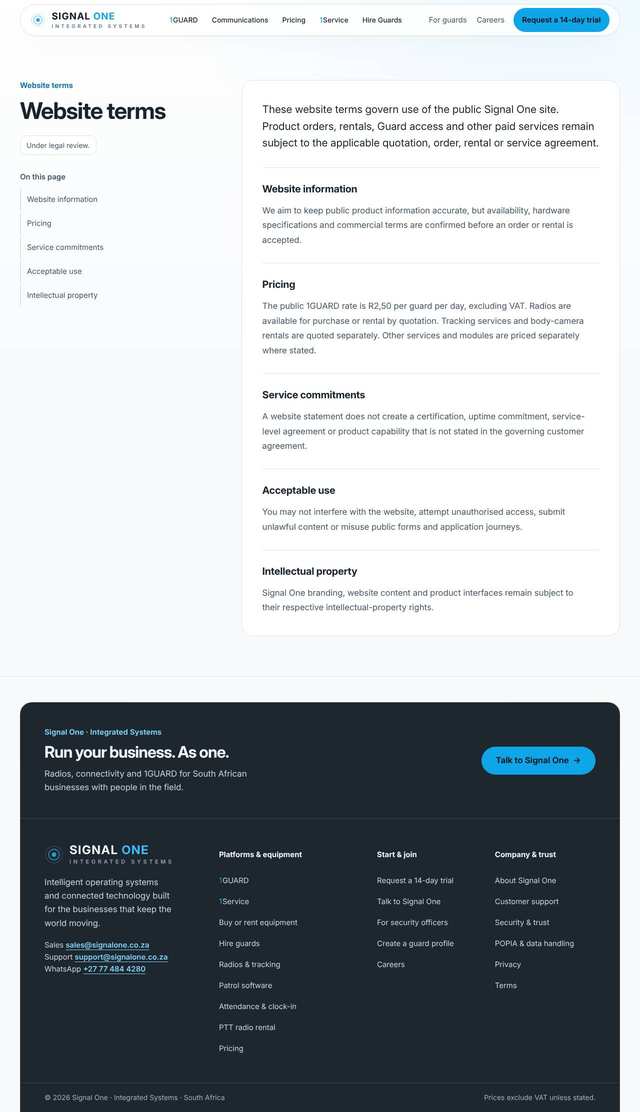 SIGNAL ONE
INTEGRATED SYSTEMS
1GUARD
Communications
Pricing
1Service
Hire Guards
For guards
Careers
Request a 14-day trial
Website terms
Website terms
Under legal review.
On this page
Website information
Pricing
Service commitments
Acceptable use
Intellectual property
These website terms govern use of the public Signal One site.
Product orders, rentals, Guard access and other paid services remain
subject to the applicable quotation, order, rental or service agreement.
Website information
We aim to keep public product information accurate, but availability, hardware
specifications and commercial terms are confirmed before an order or rental is
accepted.
Pricing
The public 1GUARD rate is R2,50 per guard per day, excluding VAT. Radios are
available for purchase or rental by quotation. Tracking services and body-camera
rentals are quoted separately. Other services and modules are priced separately
where stated.
Service commitments
A website statement does not create a certification, uptime commitment, service-
level agreement or product capability that is not stated in the governing customer
agreement.
Acceptable use
You may not interfere with the website, attempt unauthorised access, submit
unlawful content or misuse public forms and application journeys.
Intellectual property
Signal One branding, website content and product interfaces remain subject to
their respective intellectual-property rights.
Signal One · Integrated Systems
Run your business. As one.
Radios, connectivity and 1GUARD for South African
businesses with people in the field.
Talk to Signal One →
SIGNAL ONE
INTEGRATED SYSTEMS
Intelligent operating systems
and connected technology built
for the businesses that keep the
world moving.
Sales sales@signalone.co.za
Support support@signalone.co.za
WhatsApp +27 77 484 4280
Platforms & equipment
1GUARD
1Service
Buy or rent equipment
Hire guards
Radios & tracking
Patrol software
Attendance & clock-in
PTT radio rental
Pricing
Start & join
Request a 14-day trial
Talk to Signal One
For security officers
Create a guard profile
Careers
Company & trust
About Signal One
Customer support
Security & trust
POPIA & data handling
Privacy
Terms
© 2026 Signal One · Integrated Systems · South Africa
Prices exclude VAT unless stated.